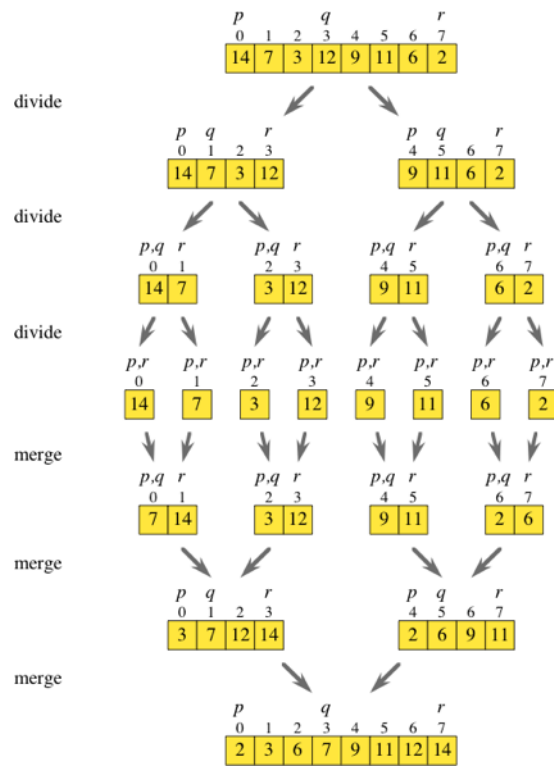 p q r
0 1 2 3 4 5 6 7
14 7 3 12 9 11 6 2
divide
p q r p q r
0 1 2 3 4 5 6 7
14 7 3 12 9 11 6 2
divide
p,q r p,q r p,q r p,q r
0 1 2 3 4 5 6 7
14 7 3 12 9 11 6 2
divide
p,r p,r p,r p,r p,r p,r p,r p,r
0 1 2 3 4 5 6 7
14 7 3 12 9 11 6 2
merge
p,q r p,q r p,q r p,q r
0 1 2 3 4 5 6 7
7 14 3 12 9 11 2 6
merge
p q r p q r
0 1 2 3 4 5 6 7
3 7 12 14 2 6 9 11
merge
p q r
0 1 2 3 4 5 6 7
2 3 6 7 9 11 12 14